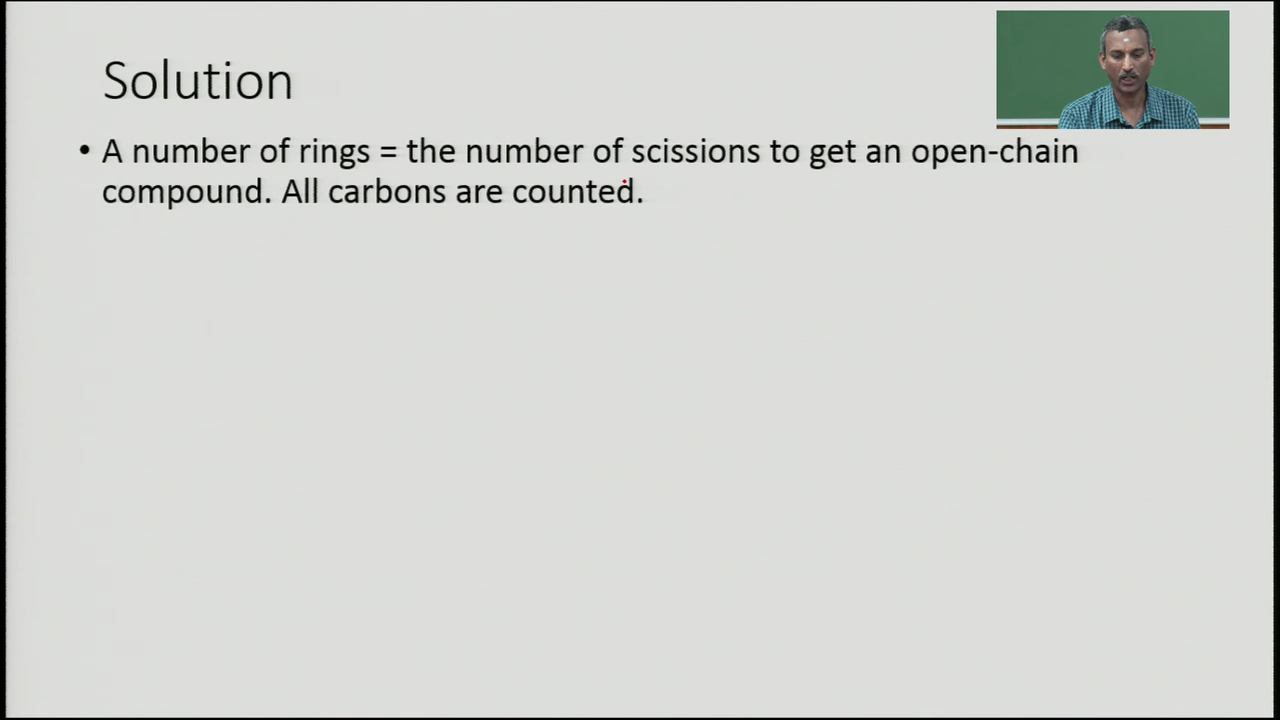 Solution
• A number of rings = the number of scissions to get an open-chain
compound. All carbons are counted.